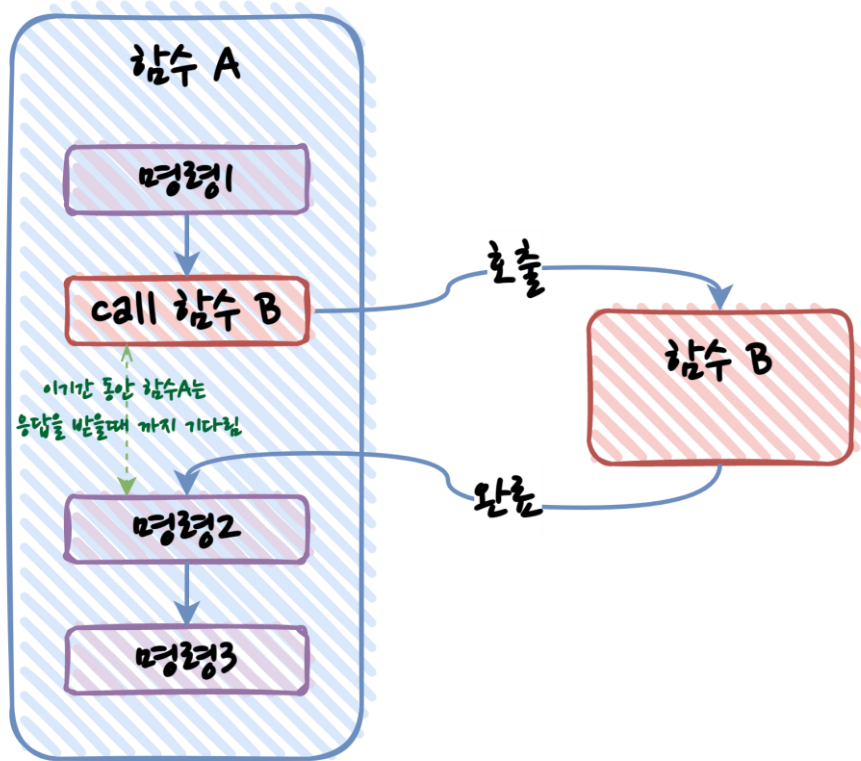 함수 A
명령1
call 함수 B
호출
함수 B
이기간 동안 함수A는
응답을 받을때 까지 기다림
완료
명령2
명령3